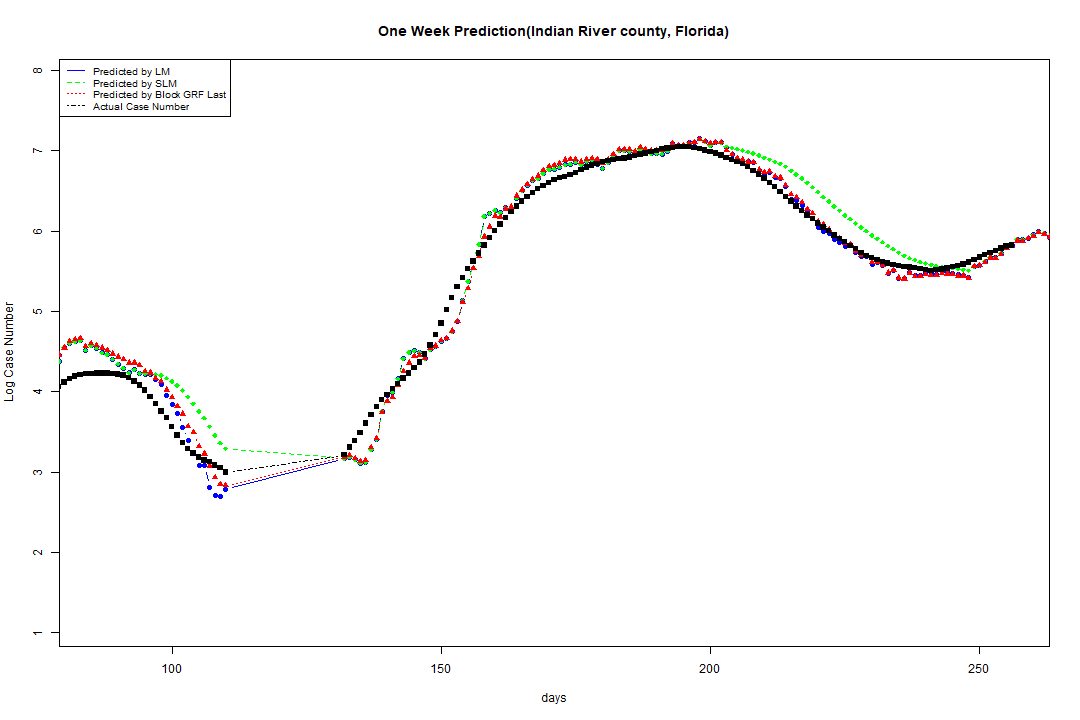 One Week Prediction(Indian River county, Florida)
Predicted by LM
Predicted by SLM
Predicted by Block GRF Last
Actual Case Number
8
7
6
5
4
3
2
1
Log Case Number
100 150 200 250
days